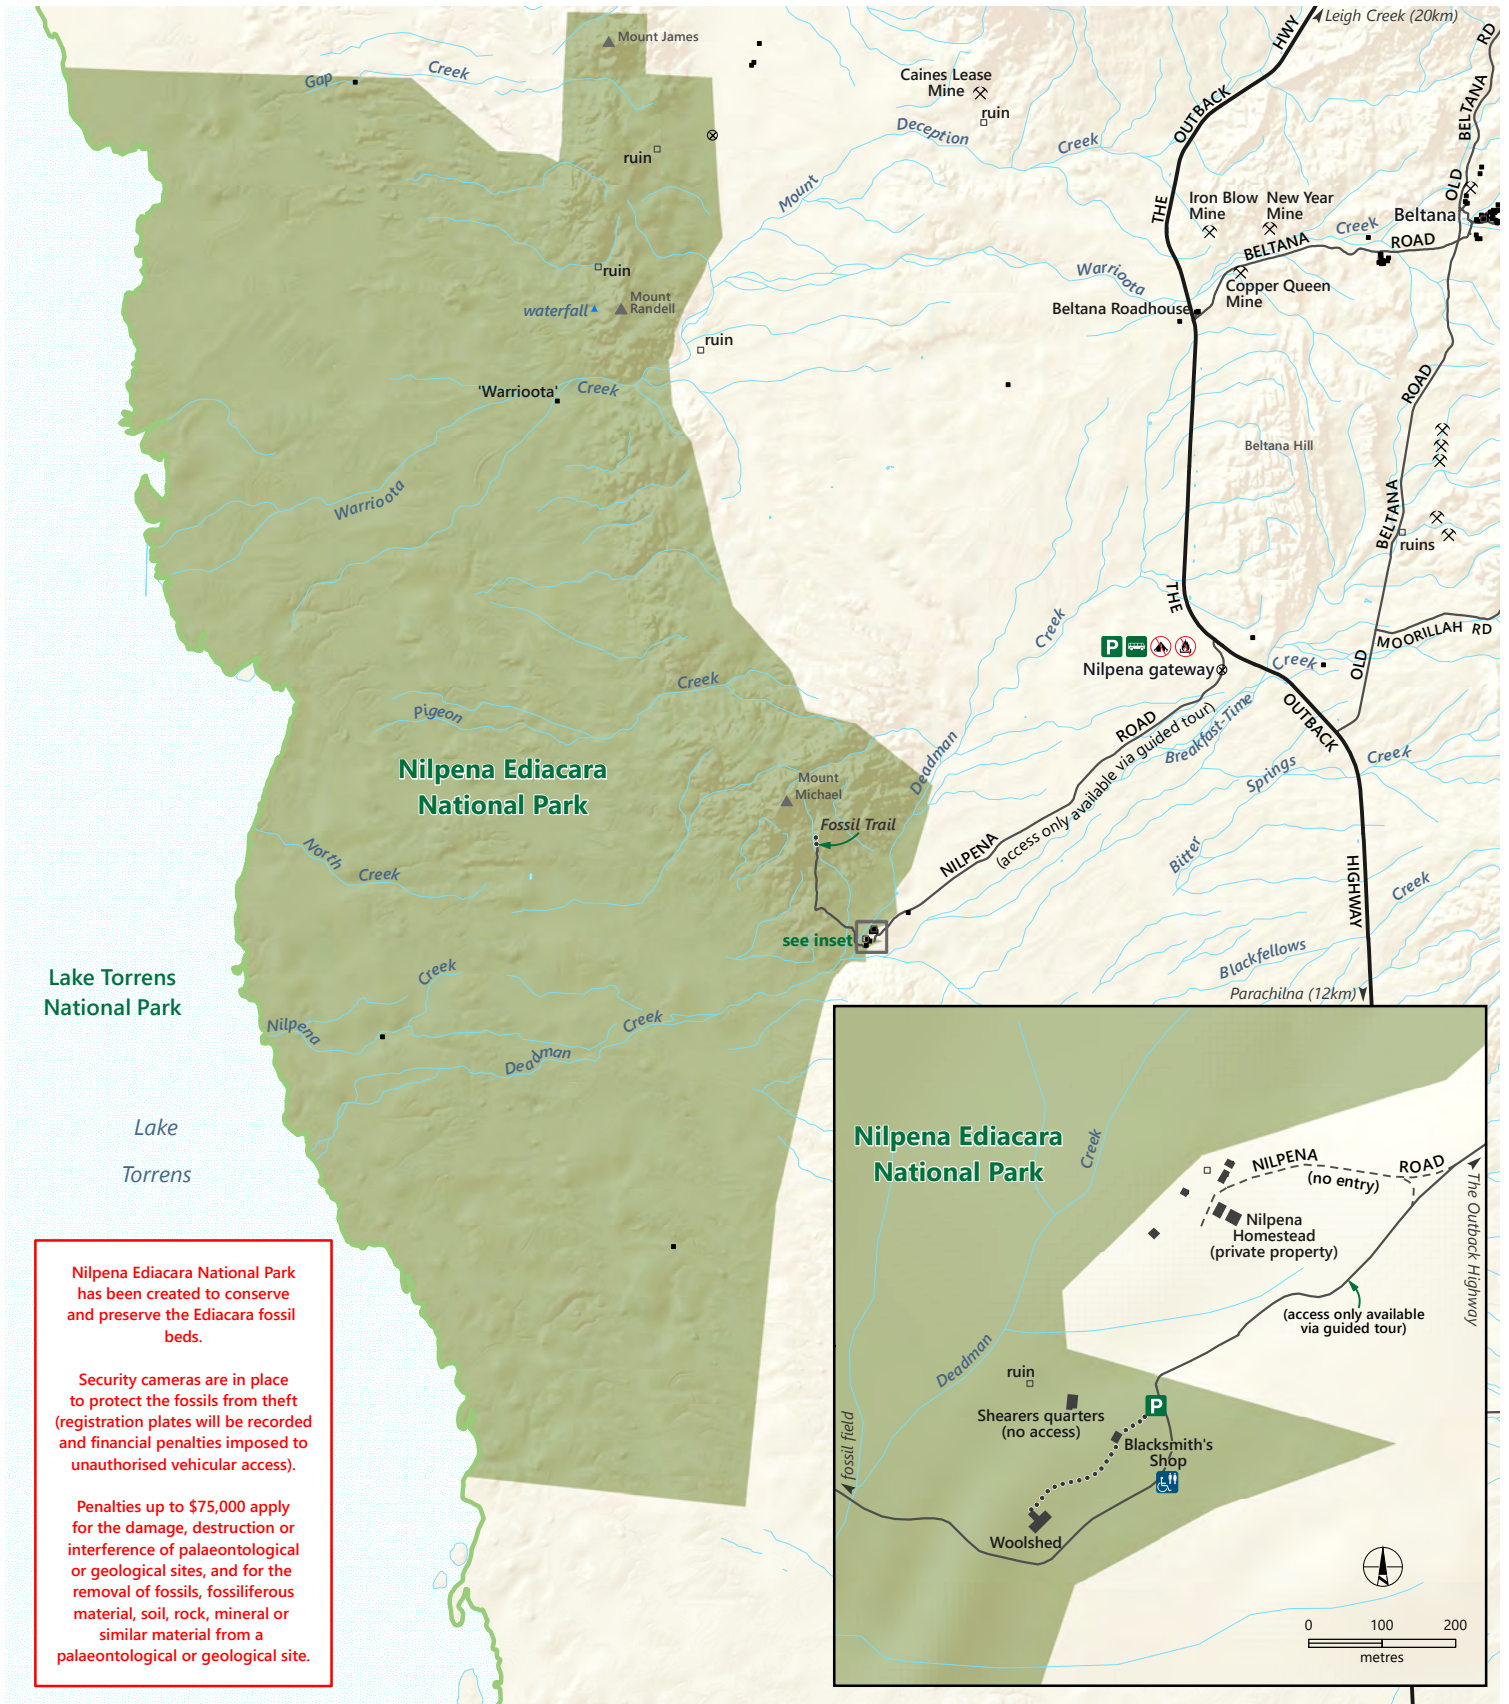 Leigh Creek (20km)
Mount James
Gap
Creek
Caines Lease
Mine
ruin
Deception
Creek
THE
OUTBACK
HWY
OLD
BELTANA
RD
ruin
Mount
Iron Blow
Mine
New Year
Mine
Beltana
Creek
BELTANA
ROAD
ruin
Warrioota
Copper Queen
Mine
Mount
Randell
waterfall
Beltana Roadhouse
ruin
'Warrioota'
Creek
ROAD
Beltana Hill
Warrioota
BELTANA
ruins
THE
Creek
MOORILLAH RD
P
Nilpena gateway
Creek
OLD
Creek
Pigeon
ROAD
(access only available via guided tour)
Breakfast-Time
OUTBACK
Creek
Springs
Deadman
Nilpena Ediacara
National Park
Mount
Michael
Fossil Trail
NILPENA
Bitter
HIGHWAY
Creek
North
Creek
see inset
Blackfellows
Lake Torrens
National Park
Creek
Parachilna (12km)
Nilpena
Creek
Deadman
Lake
Torrens
Nilpena Ediacara
National Park
Creek
NILPENA
ROAD
(no entry)
The Outback Highway
Nilpena
Homestead
(private property)
(access only available
via guided tour)
Deadman
ruin
P
Shearers quarters
(no access)
Blacksmith's
Shop
fossil field
Woolshed
N
0 100 200
metres
Nilpena Ediacara National Park
has been created to conserve
and preserve the Ediacara fossil
beds.
Security cameras are in place
to protect the fossils from theft
(registration plates will be recorded
and financial penalties imposed to
unauthorised vehicular access).
Penalties up to $75,000 apply
for the damage, destruction or
interference of palaeontological
or geological sites, and for the
removal of fossils, fossiliferous
material, soil, rock, mineral or
similar material from a
palaeontological or geological site.